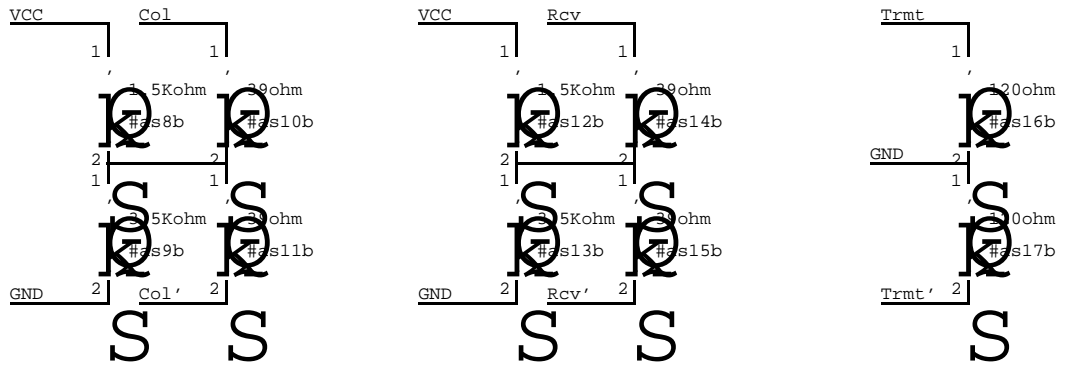 VCC Col VCC Rcv Trmt
1 1 1 1 1
' ' ' ' '
1.5Kohm 39ohm 1.5Kohm 39ohm 120ohm
#as8b #as10b #as12b #as14b #as16b
2 2 2 2 GND 2
1 1 1 1 1
' ' ' ' '
3.5Kohm 39ohm 3.5Kohm 39ohm 120ohm
#as9b #as11b #as13b #as15b #as17b
GND 2 Col' 2 GND 2 Rcv' 2 Trmt' 2
S S S S S